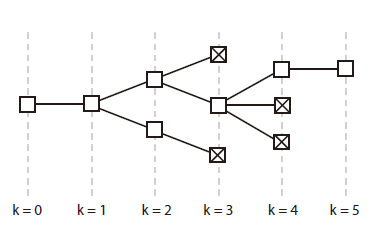 k = 0 k = 1 k = 2 k = 3 k = 4 k = 5